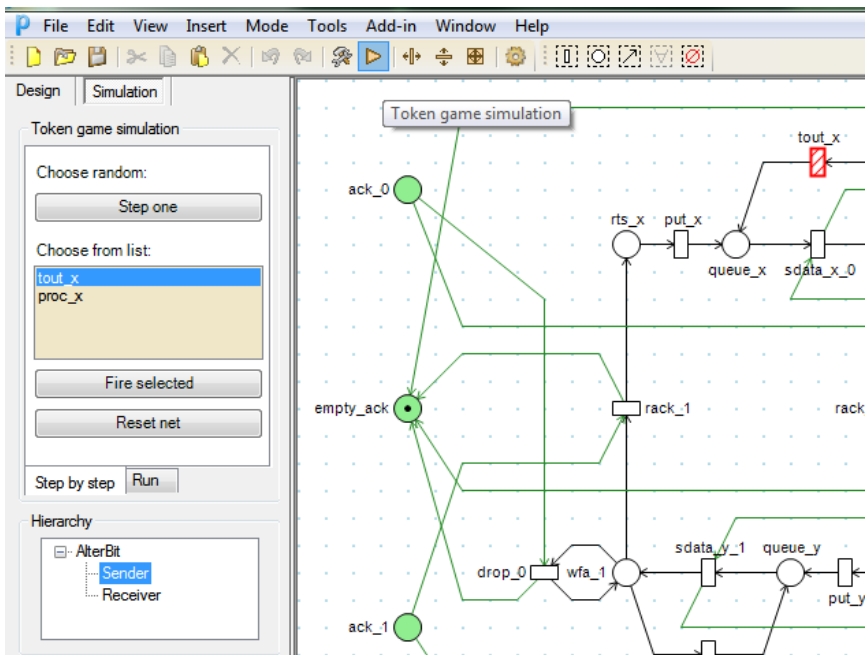 File Edit View Insert Mode Tools Add-in Window Help
Design Simulation
Token game simulation
Token game simulation
Choose random:
Step one
Choose from list:
tout_x
proc_x
Fire selected
Reset net
Step by step Run
Hierarchy
AlterBit
Sender
Receiver
tout_x
ack_0
rts_x put_x
queue_x sdata_x_0
empty_ack
rack_1
rack
sdata_y_1 queue_y
drop_0 wfa_1
put_y
ack_1